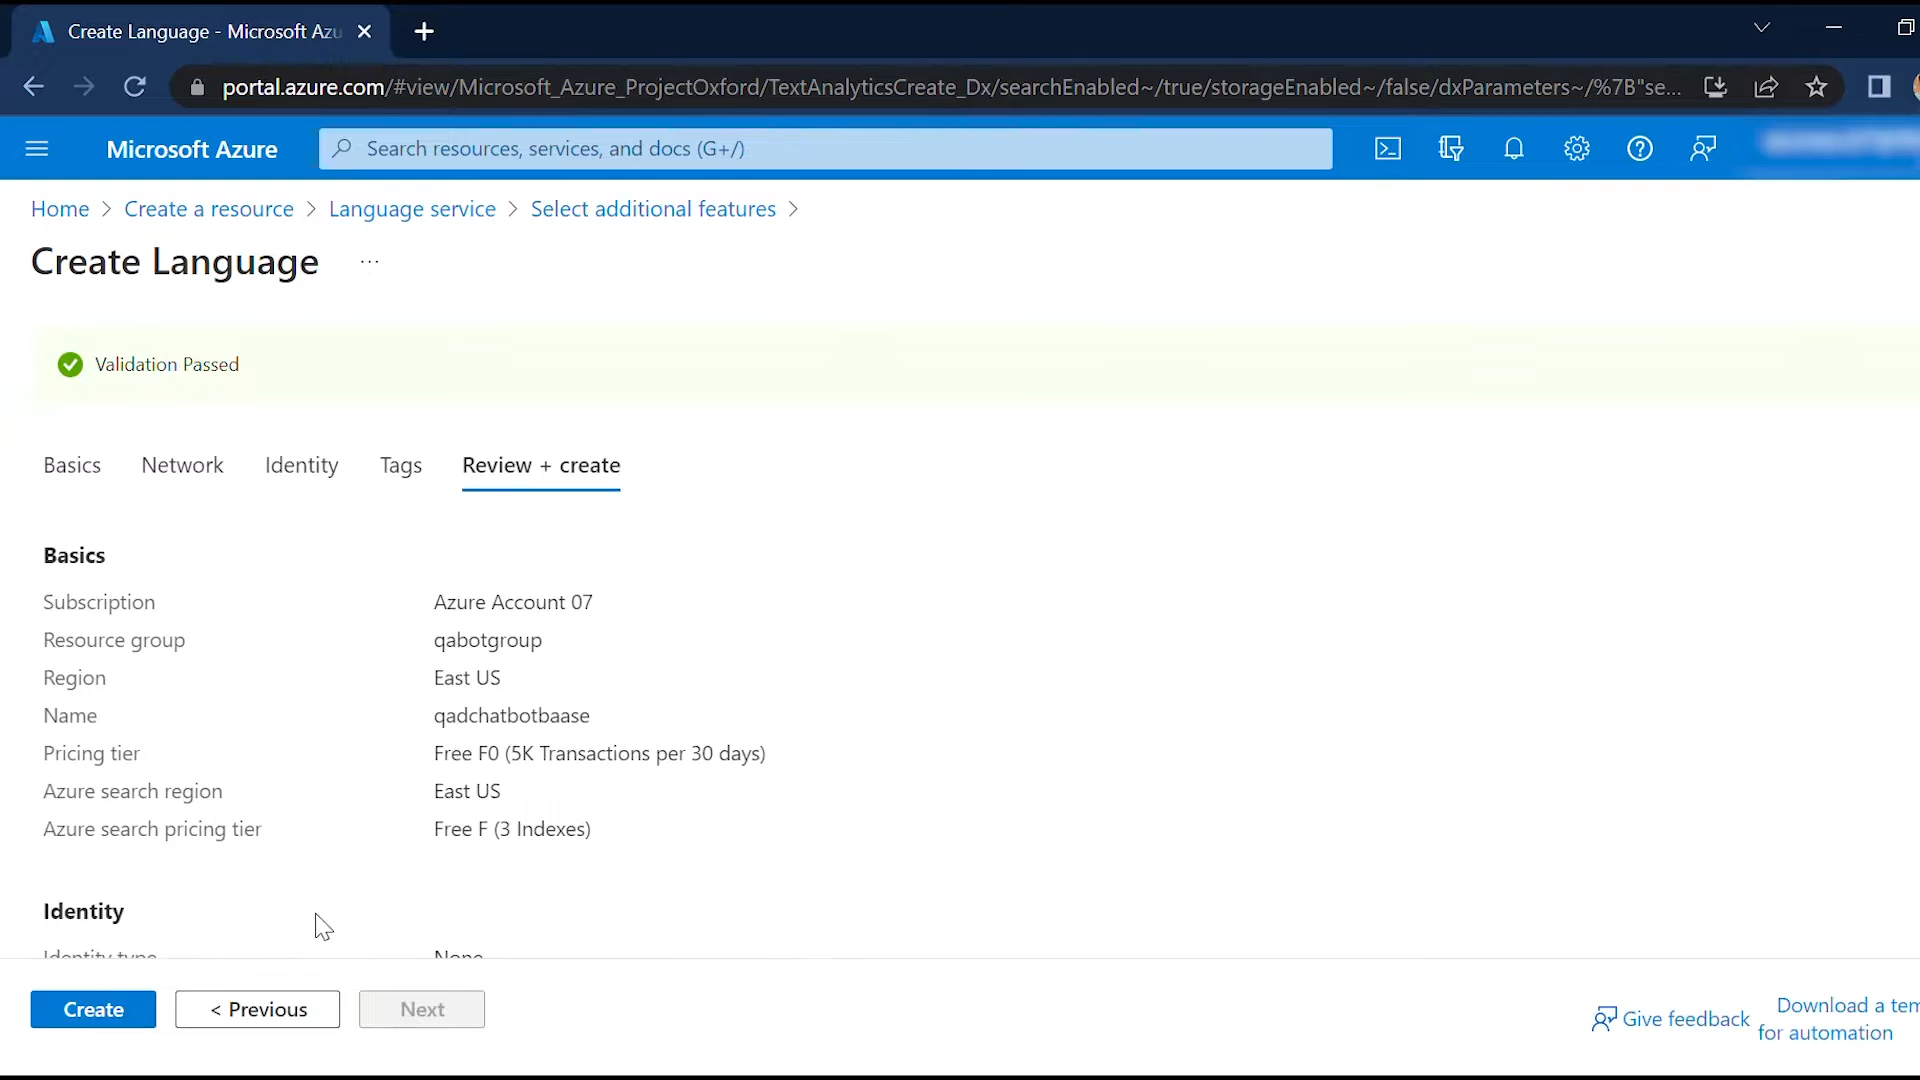 Create Language - Microsoft Azu
portal.azure.com/#view/Microsoft_Azure_ProjectOxford/TextAnalyticsCreate_Dx/searchEnabled~/true/storageEnabled~/false/dxParameters~/%7B"se...
Microsoft Azure
Search resources, services, and docs (G+/)
Home > Create a resource > Language service > Select additional features >
Create Language ...
Validation Passed
Basics Network Identity Tags Review + create
Basics
Subscription Azure Account 07
Resource group qabotgroup
Region East US
Name qadchatbotbaase
Pricing tier Free F0 (5K Transactions per 30 days)
Azure search region East US
Azure search pricing tier Free F (3 Indexes)
Identity
Identity type None
Create < Previous Next
Give feedback
Download a tem
for automation